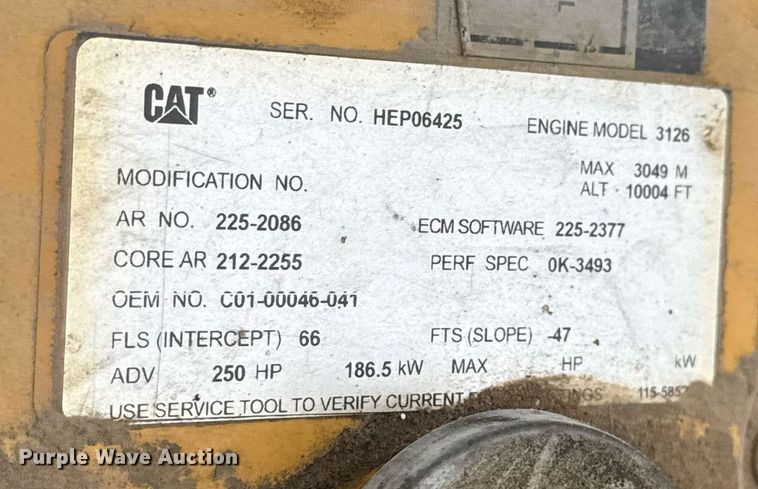 CAT® SER. NO. HEP06425 ENGINE MODEL 3126
MAX 3049 M
ALT 10004 FT
MODIFICATION NO.
AR NO. 225-2086 ECM SOFTWARE 225-2377
CORE AR 212-2255 PERF SPEC 0K-3493
OEM NO. C01-00046-041
FLS (INTERCEPT) 66 FTS (SLOPE) -47
ADV 250 HP 186.5 kW MAX HP kW
USE SERVICE TOOL TO VERIFY CURRENT
Purple Wave Auction